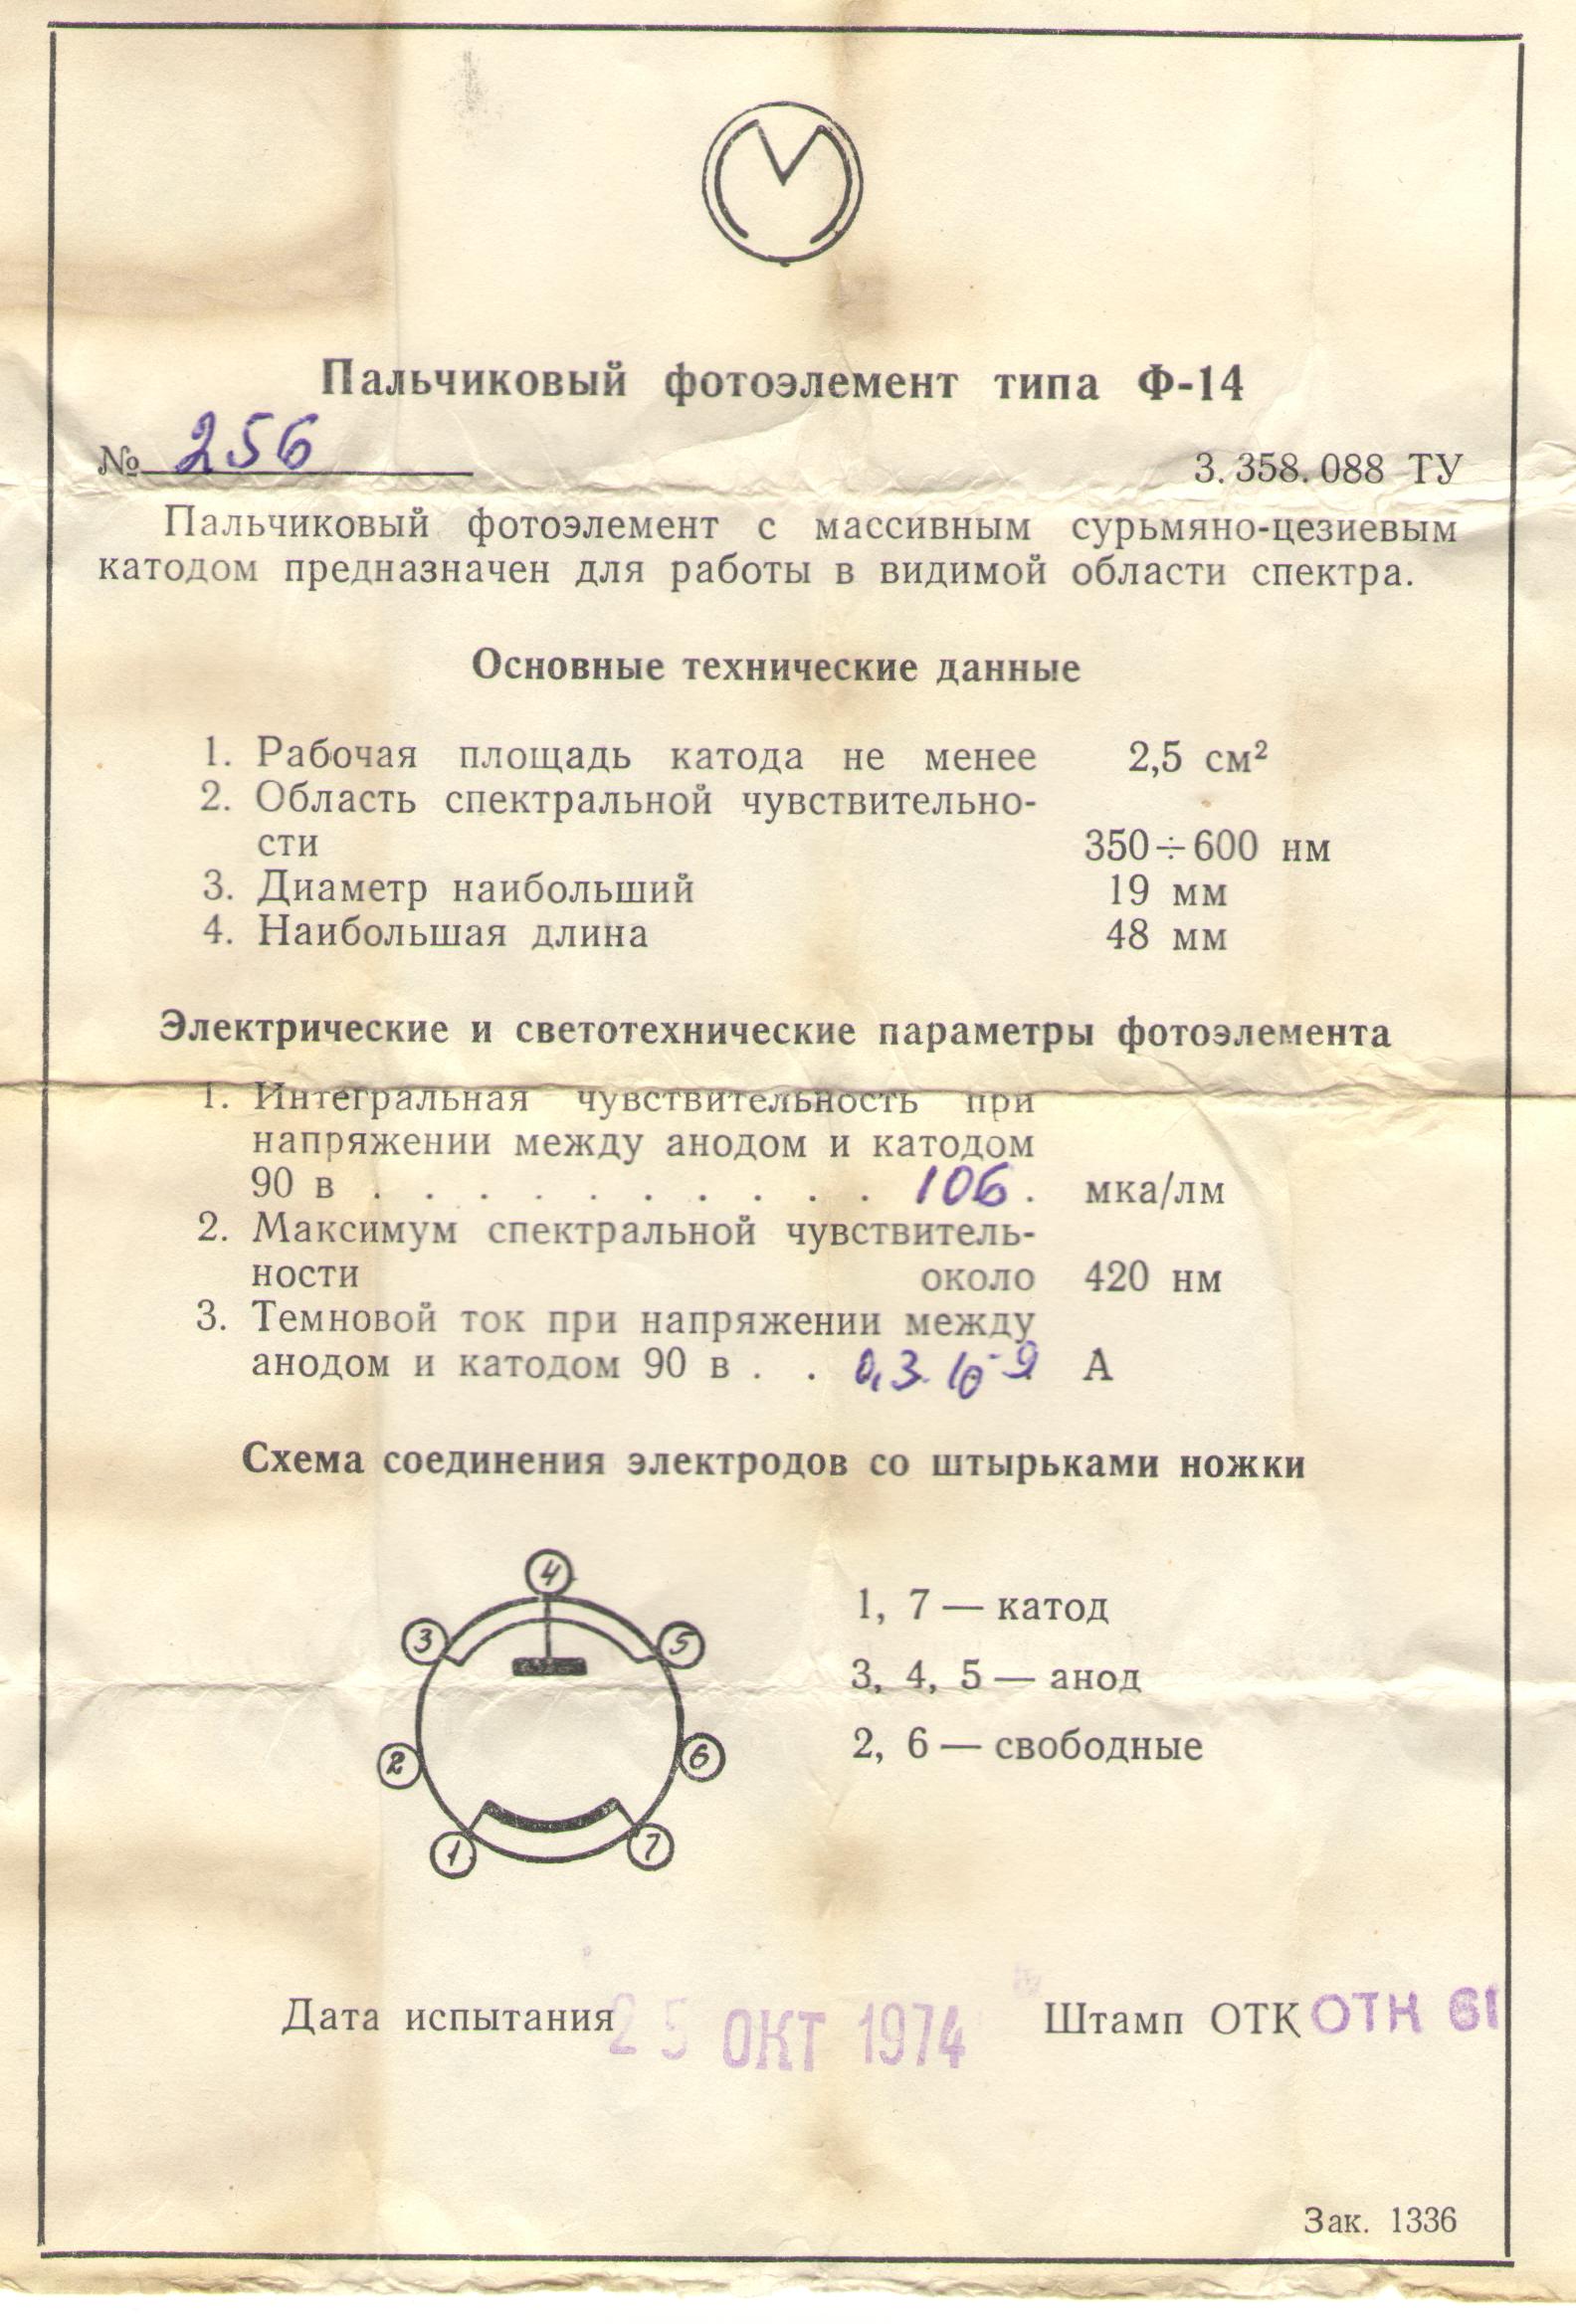 Пальчиковый фотоэлемент типа Ф-14
№ 256
3.358.088 ТУ
Пальчиковый фотоэлемент с массивным сурьмяно-цезиевым
катодом предназначен для работы в видимой области спектра.
Основные технические данные
1. Рабочая площадь катода не менее 2,5 см²
2. Область спектральной чувствительно-
сти 350÷600 нм
3. Диаметр наибольший 19 мм
4. Наибольшая длина 48 мм
Электрические и светотехнические параметры фотоэлемента
1. Интегральная чувствительность при
напряжении между анодом и катодом
90 в . . . . . . . . . . 106 . мка/лм
2. Максимум спектральной чувствитель-
ности около 420 нм
3. Темновой ток при напряжении между
анодом и катодом 90 в . . 0,3·10⁻⁹ А
Схема соединения электродов со штырьками ножки
4
3
5
2
6
1
7
1, 7 — катод
3, 4, 5 — анод
2, 6 — свободные
Дата испытания 25 ОКТ 1974 Штамп ОТК ОТК 61
Зак. 1336